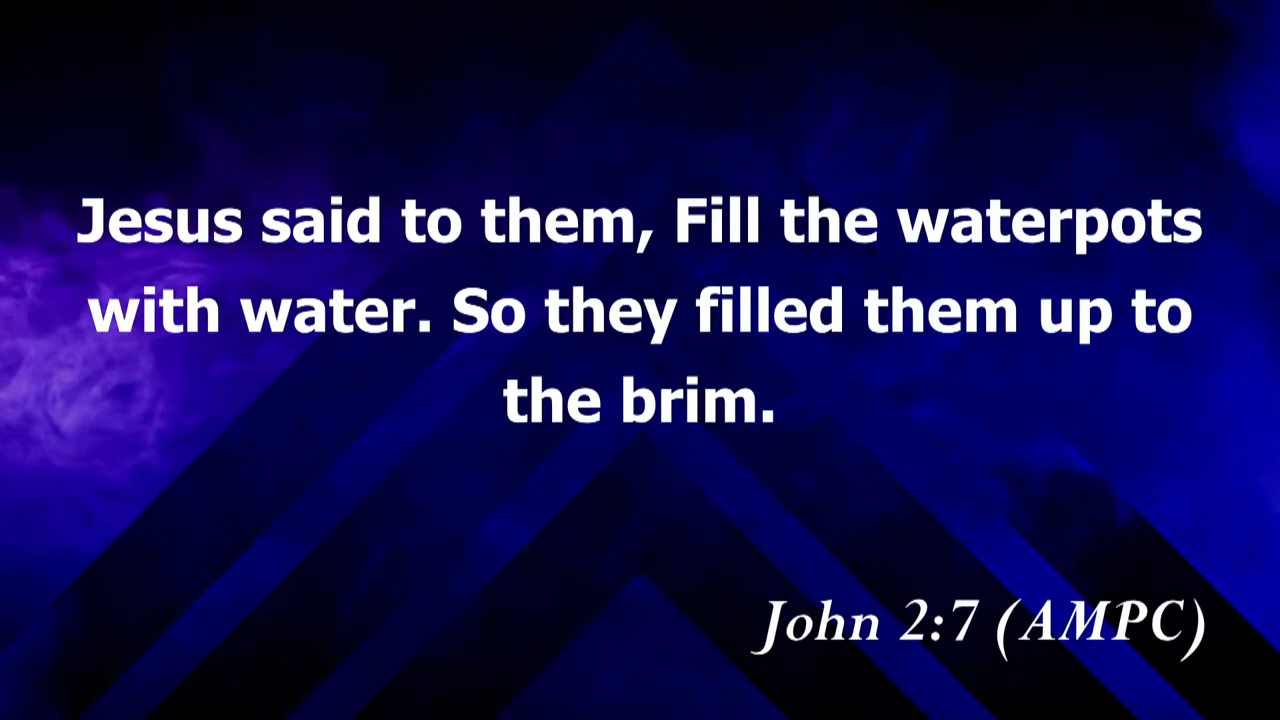 Jesus said to them, Fill the waterpots
with water. So they filled them up to
the brim.
John 2:7 (AMPC)